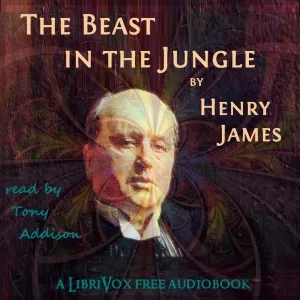 THE BEAST
IN THE JUNGLE
BY
HENRY
JAMES
read by
Tony
Addison
A LIBRIVOX FREE AUDIOBOOK